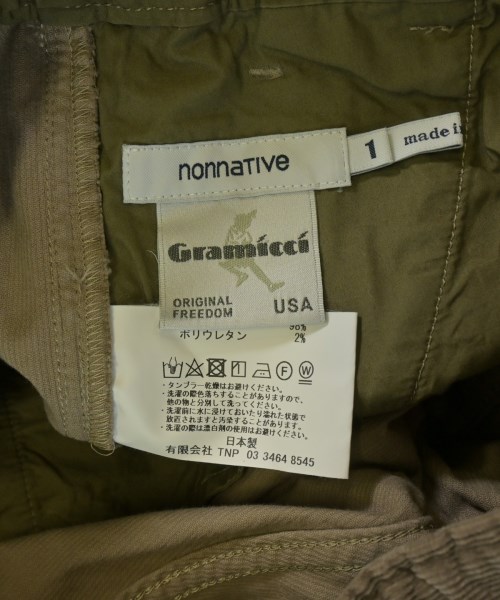 nonnative
1
made in
Gramicci
ORIGINAL
FREEDOM
USA
98%
ポリウレタン 2%
・タンブラー乾燥はお避けください。
・洗濯の際色落ちすることがありますので、
他の物と分別して洗ってください。
・洗濯前に水に浸けておいたり濡れた状態で
放置されますと汚染することがあります。
・洗濯の際は漂白剤の使用はお避けください。
日本製
有限会社 TNP 03 3464 8545